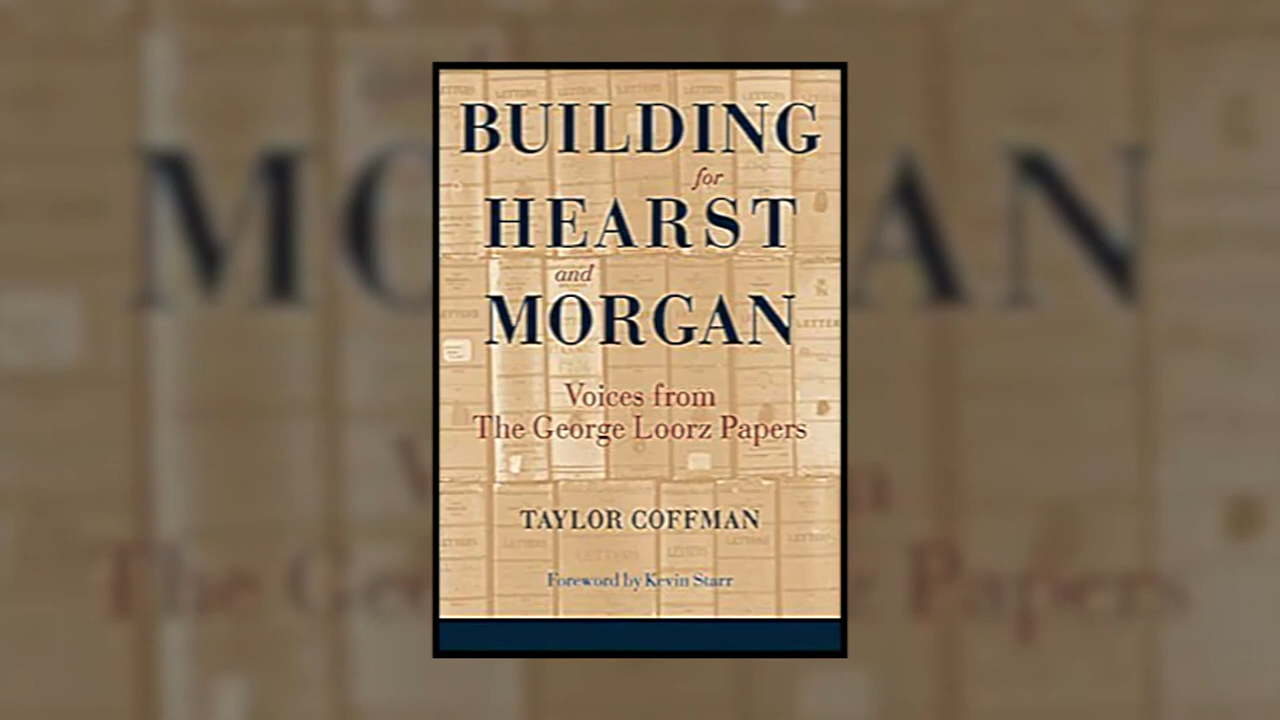 BUILDING
for
HEARST
and
MORGAN
Voices from
The George Loorz Papers
TAYLOR COFFMAN
Foreword by Kevin Starr